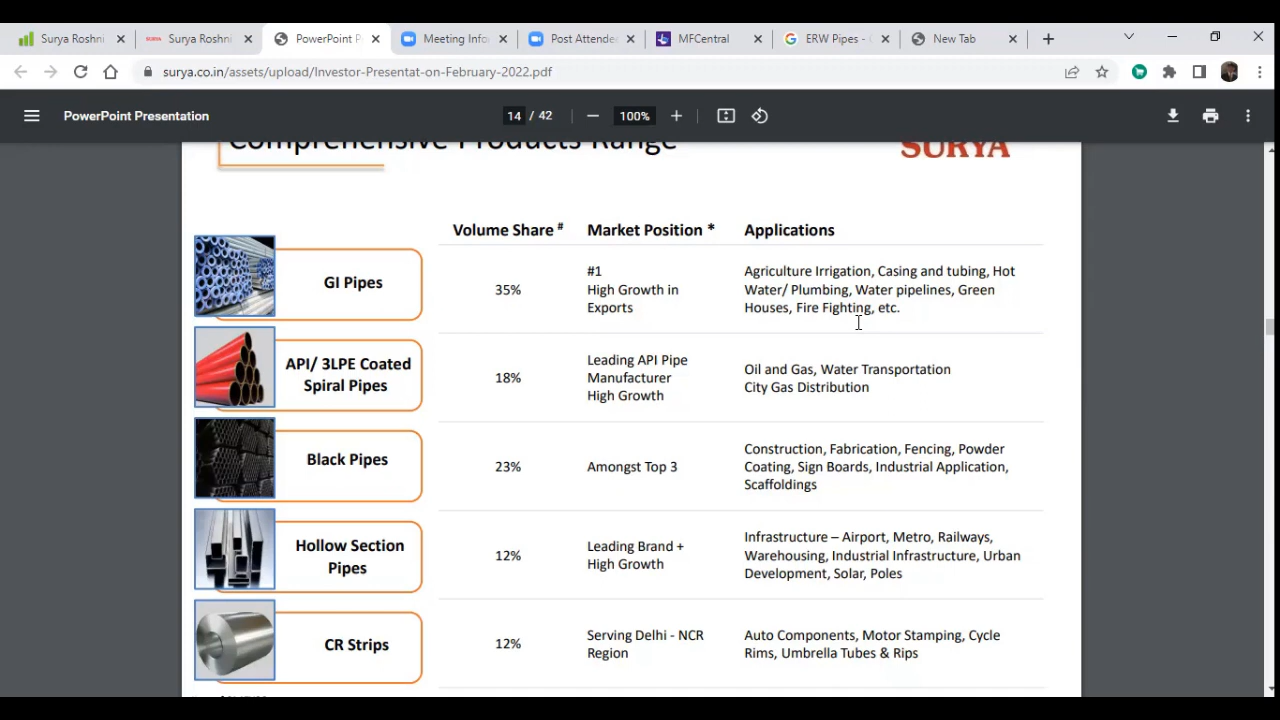 Surya Roshni
Surya Roshni
PowerPoint P
Meeting Info
Post Attende
MFCentral
ERW Pipes - G
New Tab
surya.co.in/assets/upload/Investor-Presentat-on-February-2022.pdf
PowerPoint Presentation
14 / 42
100%
Comprehensive Products Range
SURYA
Volume Share # Market Position * Applications
GI Pipes
35%
#1
High Growth in
Exports
Agriculture Irrigation, Casing and tubing, Hot
Water/ Plumbing, Water pipelines, Green
Houses, Fire Fighting, etc.
API/ 3LPE Coated
Spiral Pipes
18%
Leading API Pipe
Manufacturer
High Growth
Oil and Gas, Water Transportation
City Gas Distribution
Black Pipes
23%
Amongst Top 3
Construction, Fabrication, Fencing, Powder
Coating, Sign Boards, Industrial Application,
Scaffoldings
Hollow Section
Pipes
12%
Leading Brand +
High Growth
Infrastructure – Airport, Metro, Railways,
Warehousing, Industrial Infrastructure, Urban
Development, Solar, Poles
CR Strips
12%
Serving Delhi - NCR
Region
Auto Components, Motor Stamping, Cycle
Rims, Umbrella Tubes & Rips